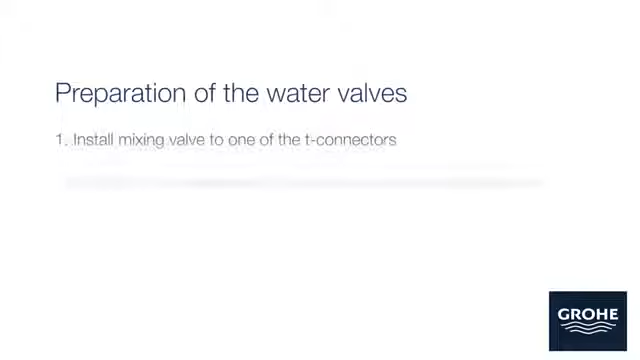 Preparation of the water valves
1. Install mixing valve to one of the t-connectors
GROHE